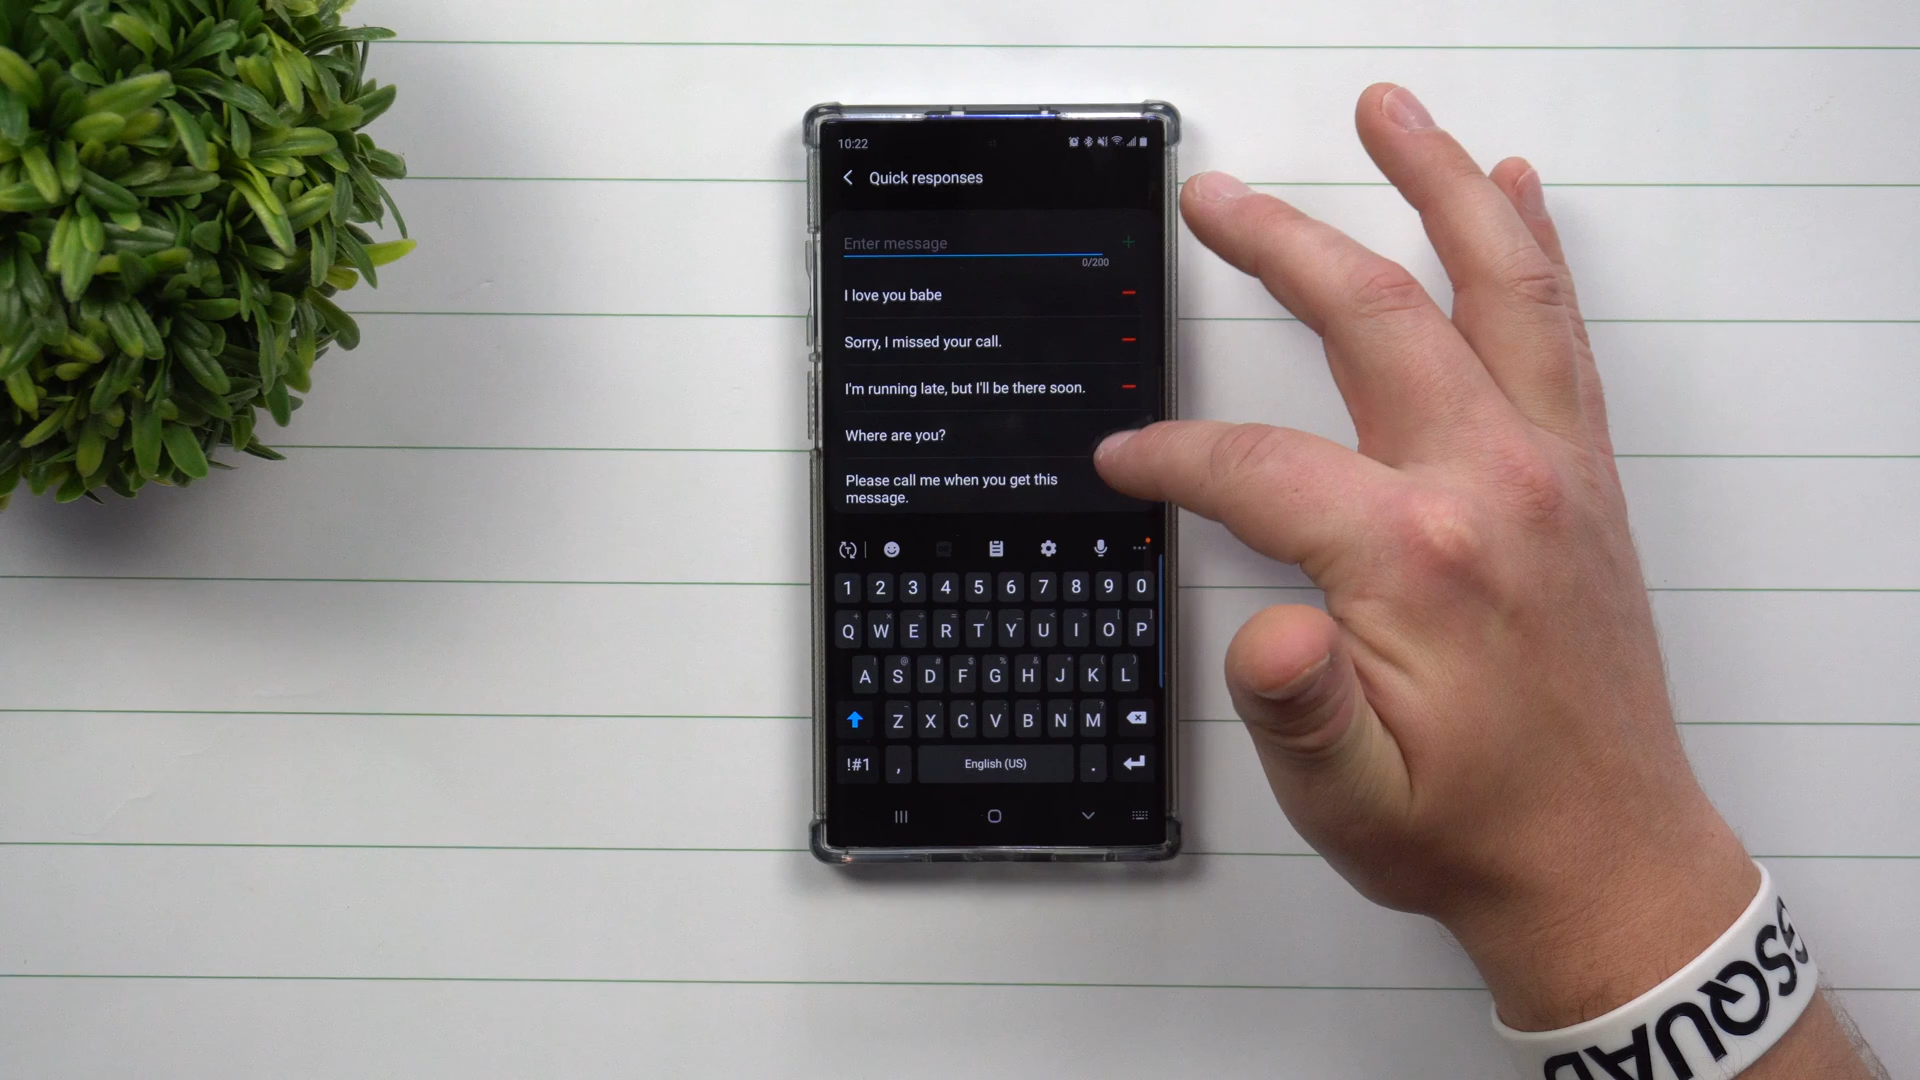 10:22
Quick responses
Enter message
0/200
I love you babe
Sorry, I missed your call.
I'm running late, but I'll be there soon.
Where are you?
Please call me when you get this
message.
1 2 3 4 5 6 7 8 9 0
Q W E R T Y U I O P
A S D F G H J K L
Z X C V B N M
!#1 , English (US) .
SQUAD